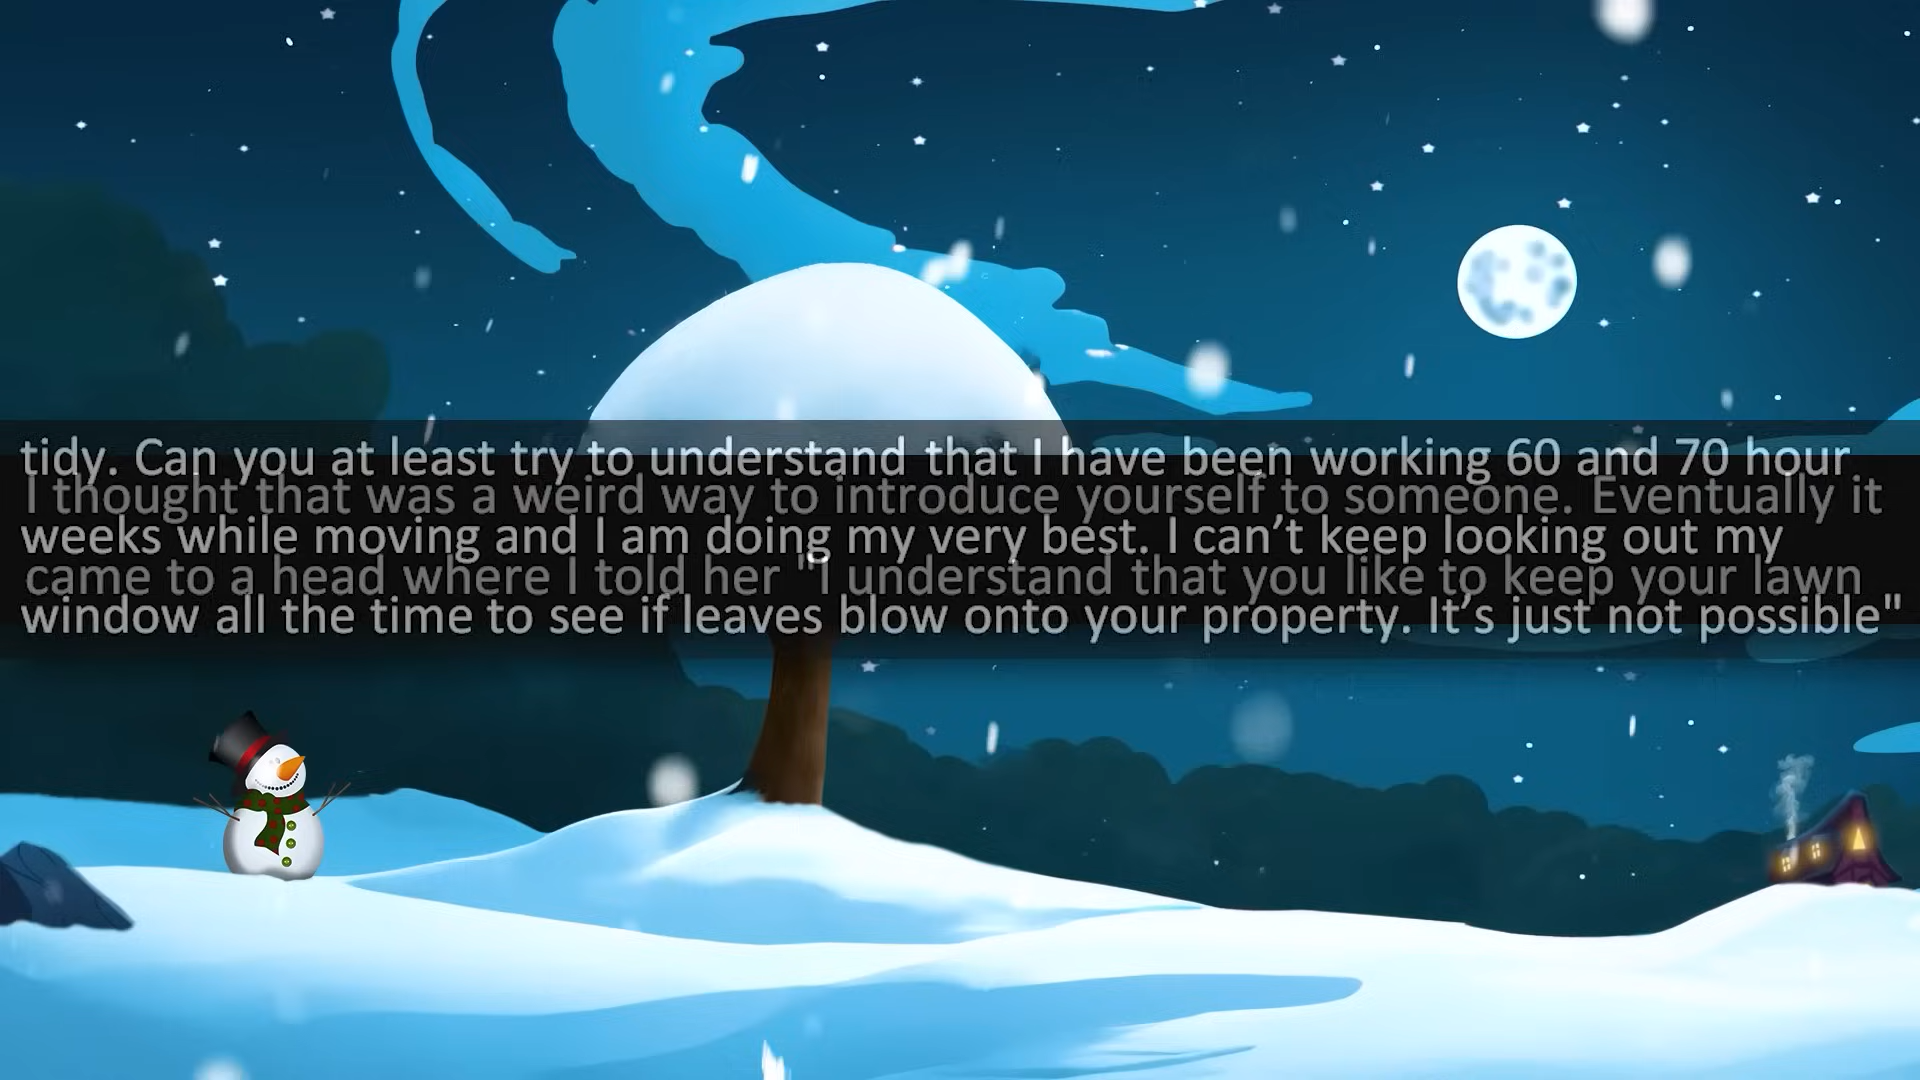 I thought that was a weird way to introduce yourself to someone. Eventually it
came to a head where I told her "I understand that you like to keep your lawn
tidy. Can you at least try to understand that I have been working 60 and 70 hour
weeks while moving and I am doing my very best. I can’t keep looking out my
window all the time to see if leaves blow onto your property. It’s just not possible"